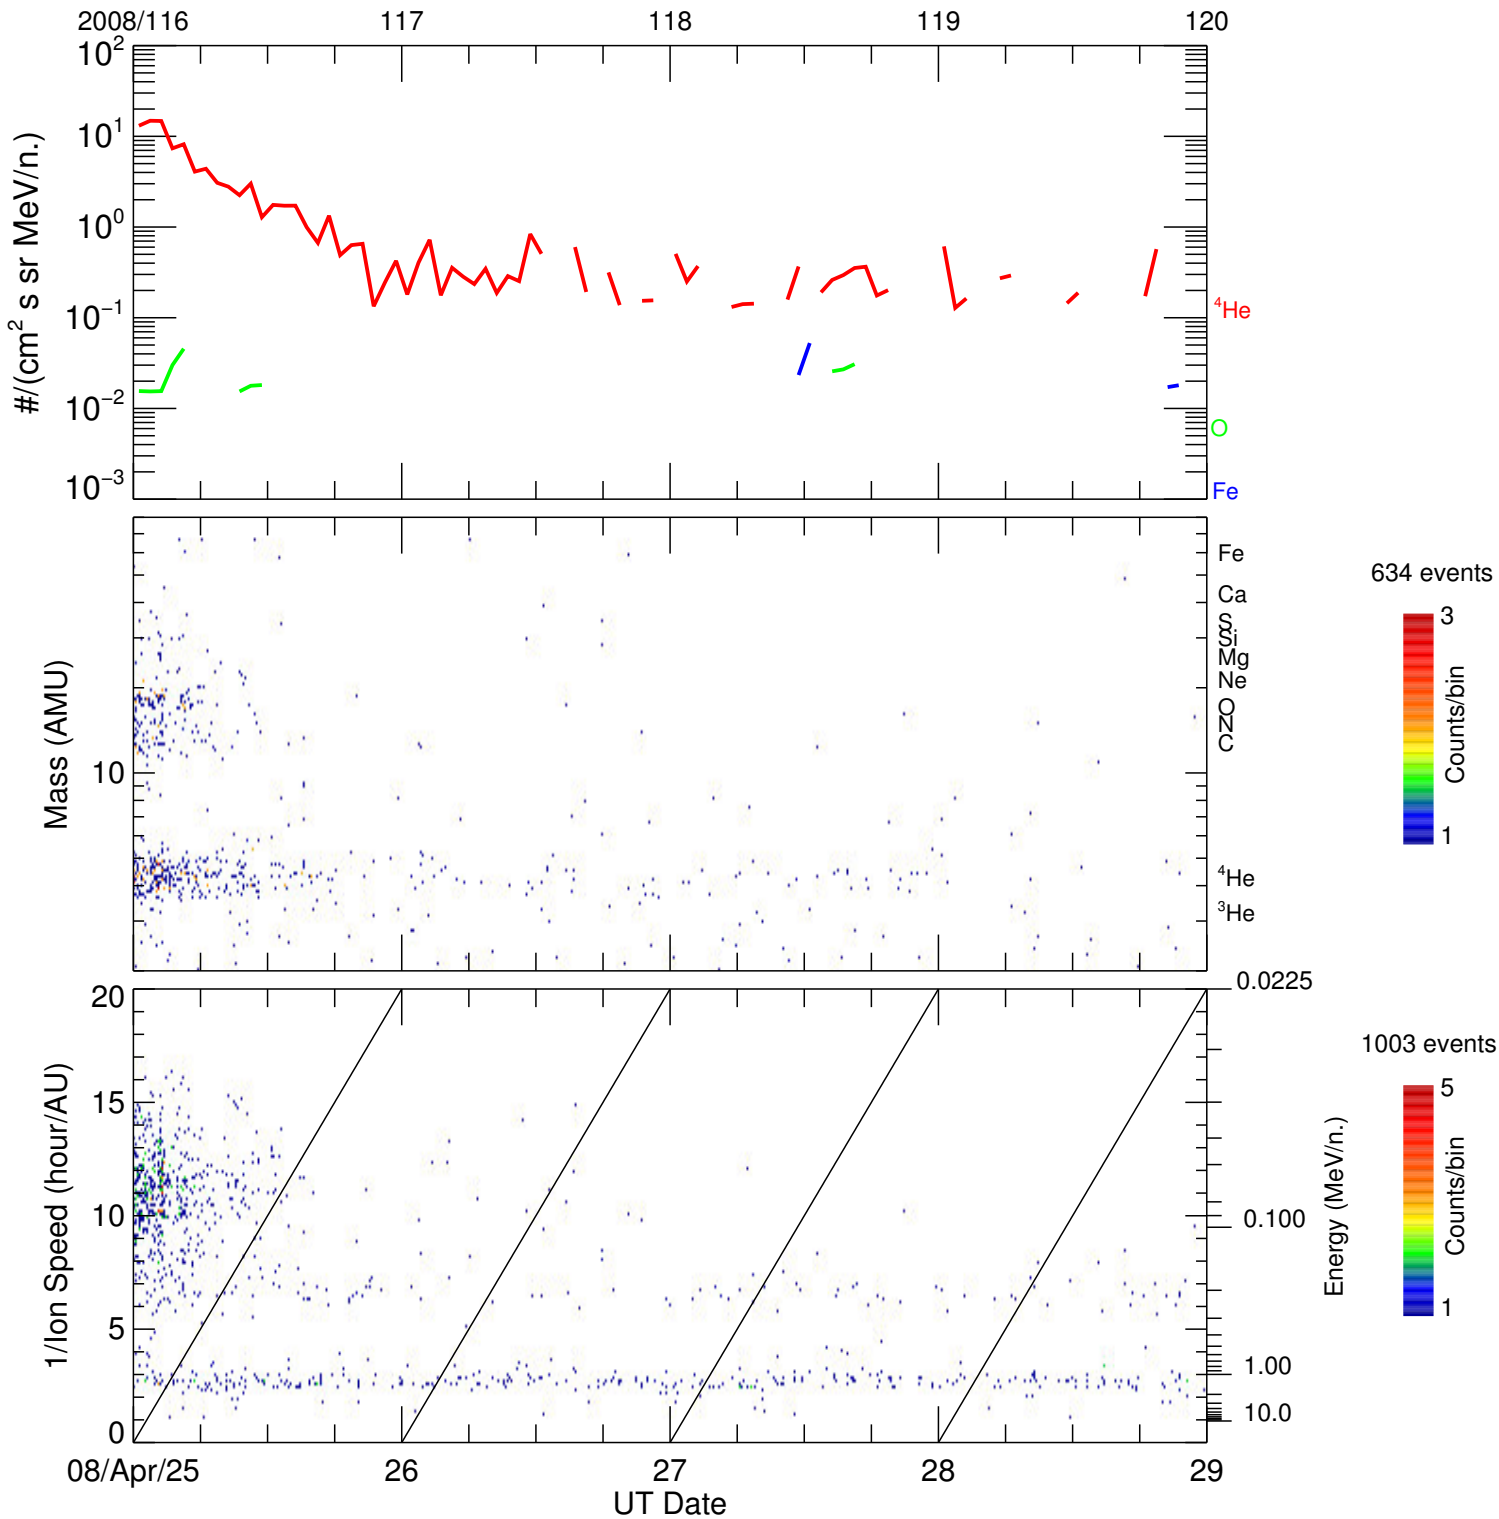 2008/116 117 118 119 120
10^2
10^1
10^0
10^-1
10^-2
10^-3
#/(cm^2 s sr MeV/n.)
^4He
O
Fe
Mass (AMU)
10
Fe
Ca
S
Si
Mg
Ne
O
N
C
^4He
^3He
634 events
3
Counts/bin
1
1/Ion Speed (hour/AU)
20
15
10
5
0
0.0225
0.100
1.00
10.0
Energy (MeV/n.)
1003 events
5
Counts/bin
1
08/Apr/25 26 27 28 29
UT Date